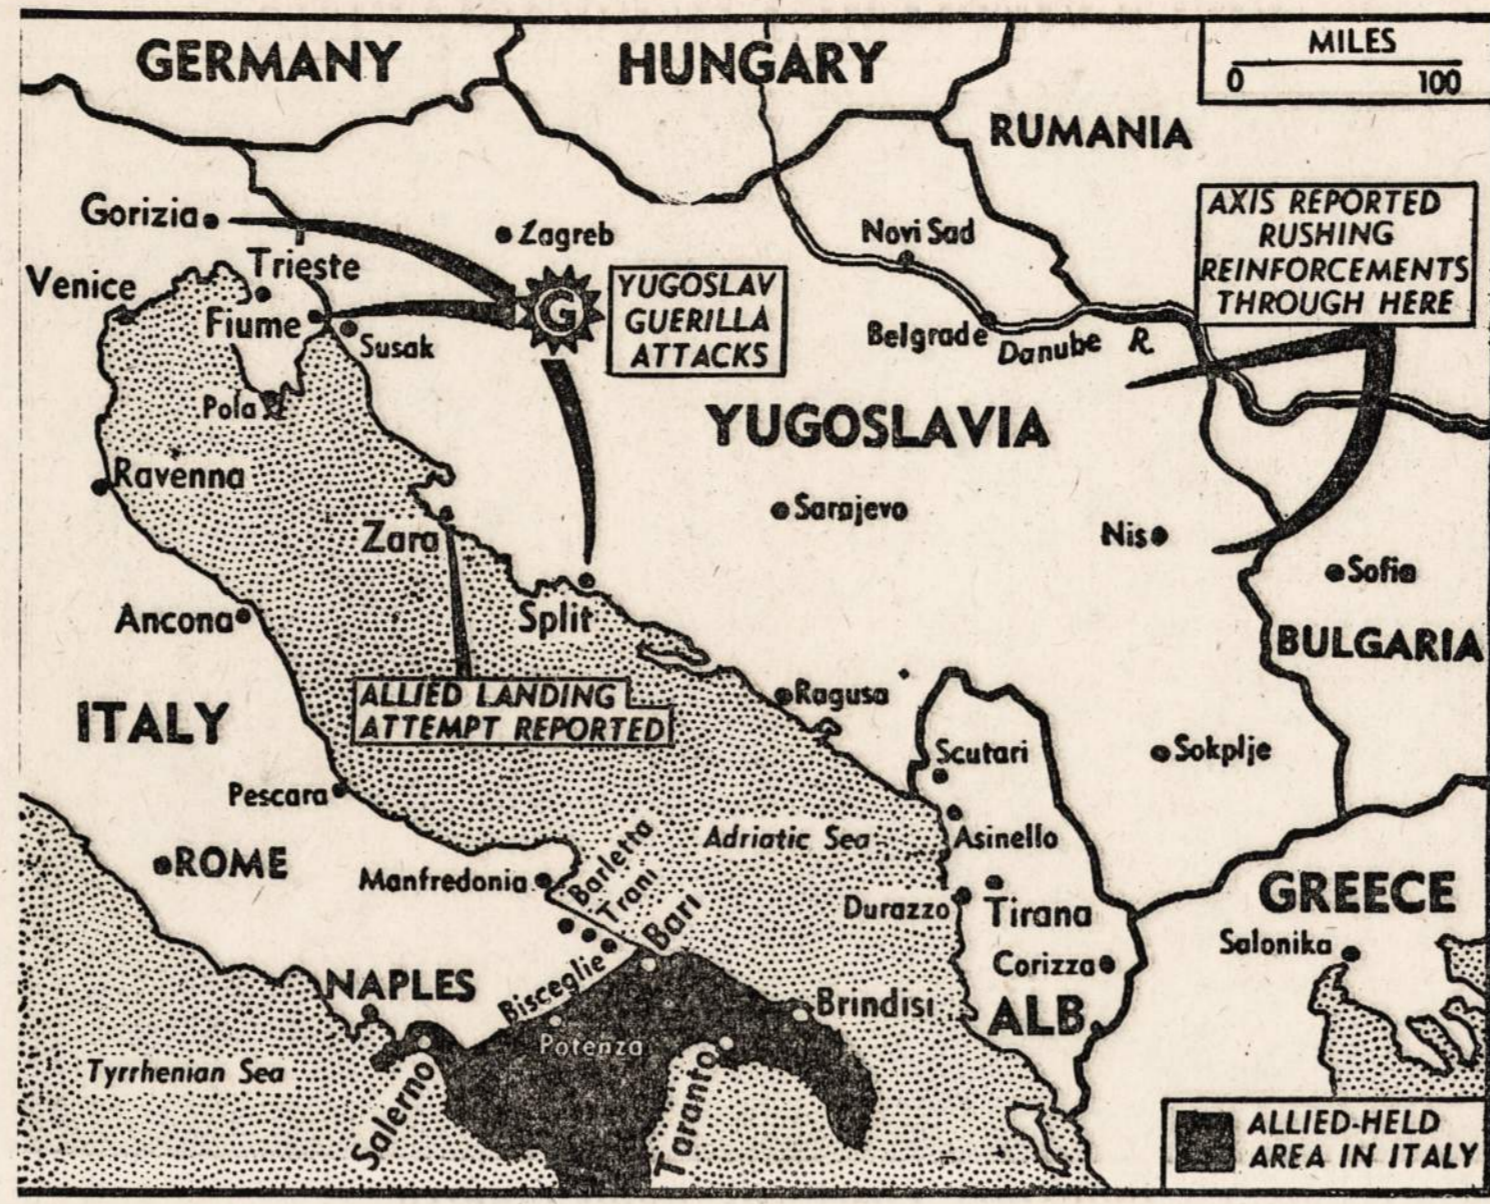 GERMANY
HUNGARY
MILES
0 100
RUMANIA
AXIS REPORTED
RUSHING
REINFORCEMENTS
THROUGH HERE
Gorizia
Zagreb
Novi Sad
Trieste
Venice
YUGOSLAV
GUERILLA
ATTACKS
G
Fiume
Susak
Belgrade
Danube R.
Pola
YUGOSLAVIA
Ravenna
Sarajevo
Zara
Nis
Sofia
Ancona
Split
BULGARIA
ALLIED LANDING
ATTEMPT REPORTED
Ragusa
ITALY
Scutari
Sokplje
Pescara
Adriatic Sea
Asinello
ROME
Manfredonia
Barletta
Trani
Bari
Durazzo
Tirana
GREECE
Salonika
Corizza
NAPLES
Bisceglie
Brindisi
ALB.
Potenza
Tyrrhenian Sea
Salerno
Taranto
ALLIED-HELD
AREA IN ITALY